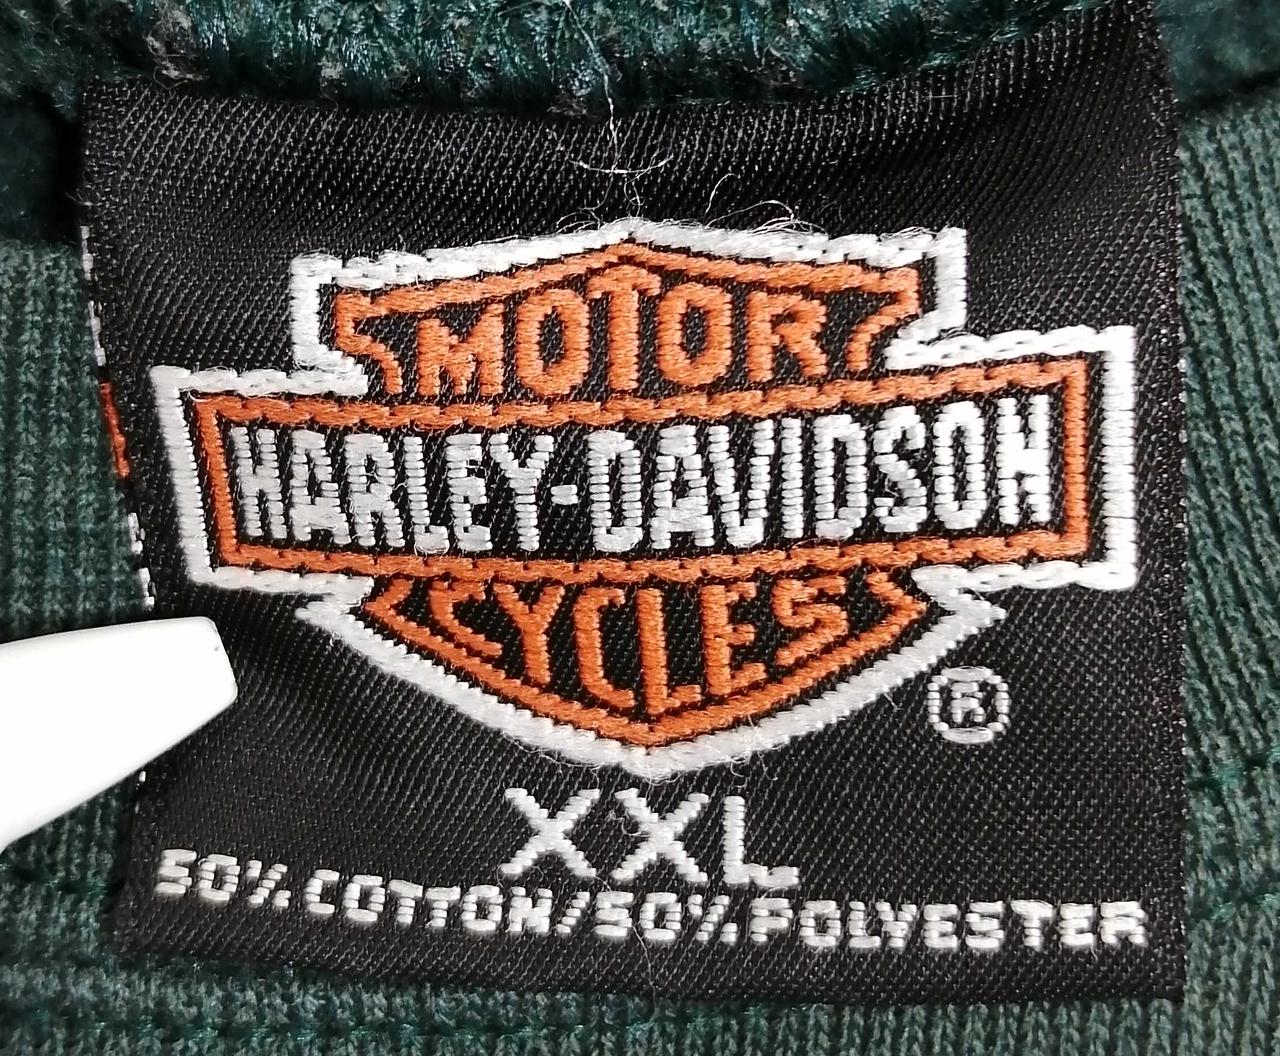 MOTOR
HARLEY-DAVIDSON
CYCLES
®
XXL
50% COTTON/50% POLYESTER